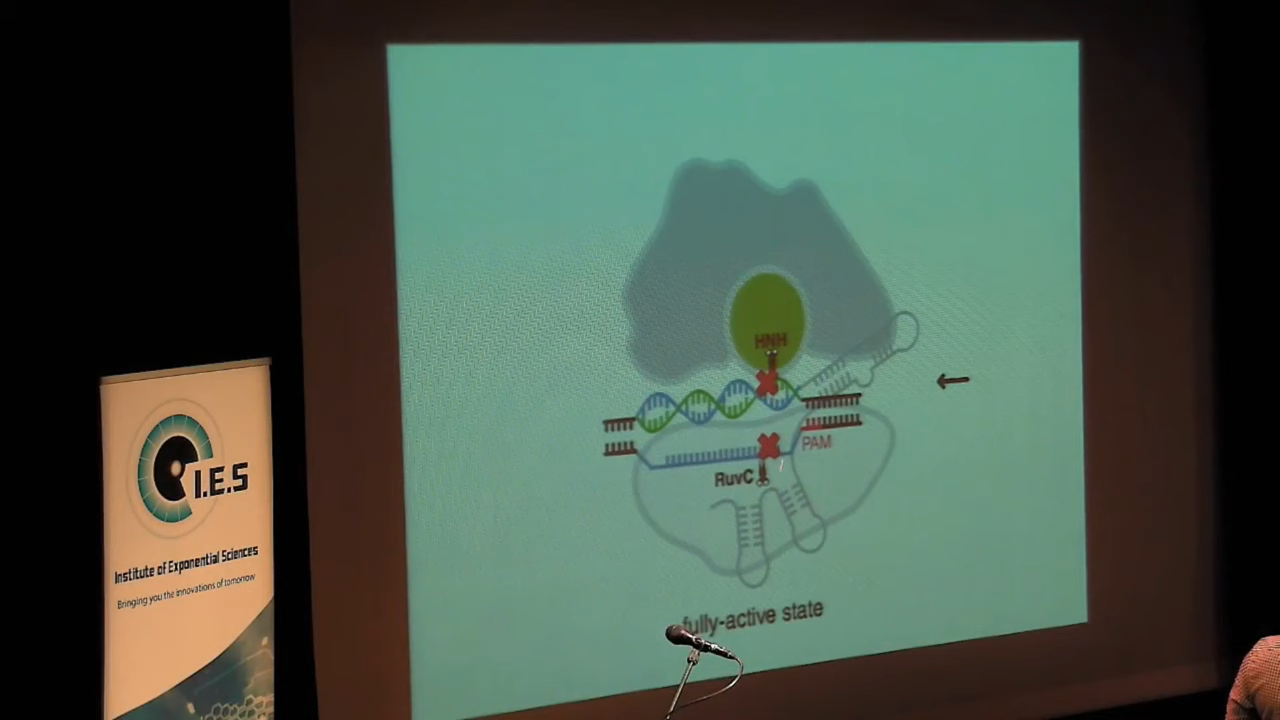 I.E.S
Institute of Exponential Sciences
Bringing you the innovations of tomorrow
HNH
PAM
RuvC
fully-active state